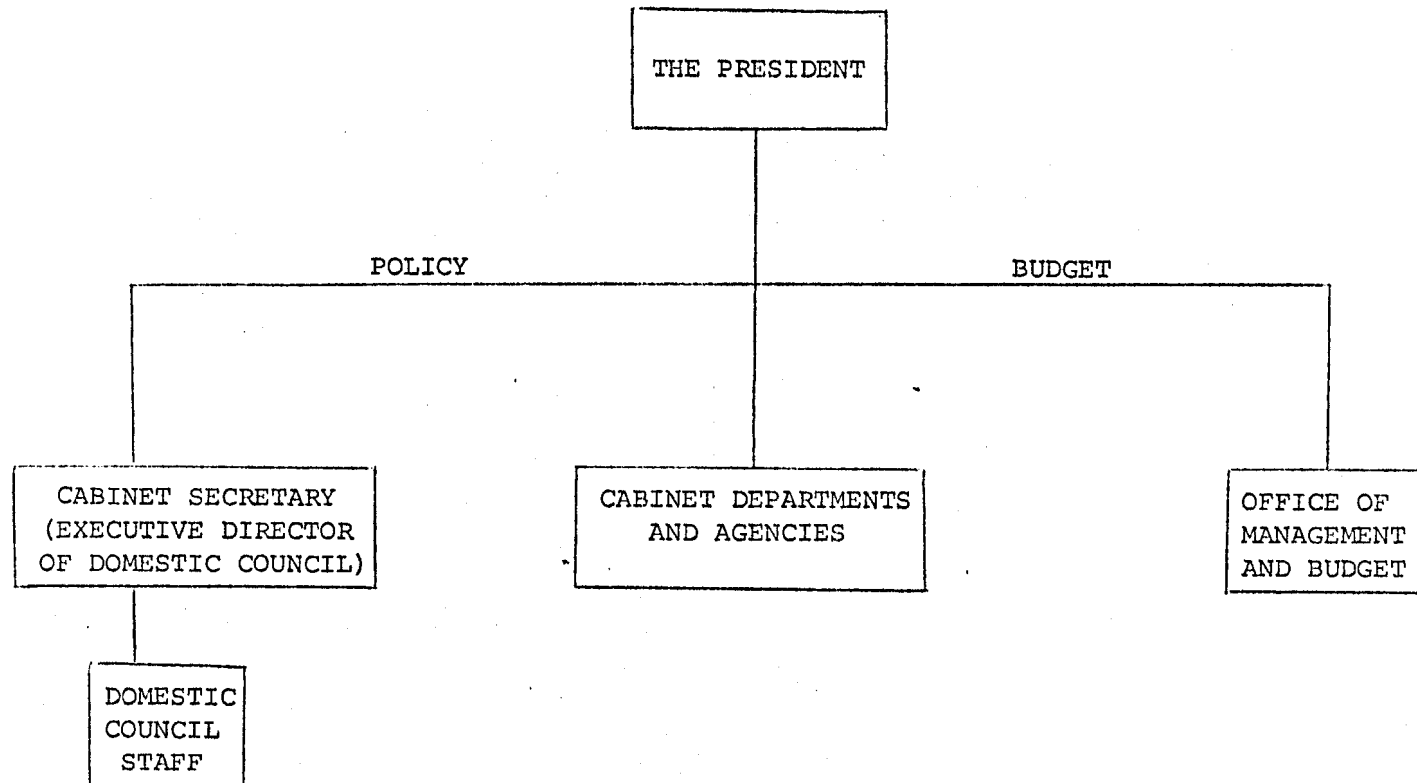 THE PRESIDENT
POLICY
BUDGET
CABINET SECRETARY
(EXECUTIVE DIRECTOR
OF DOMESTIC COUNCIL)
CABINET DEPARTMENTS
AND AGENCIES
OFFICE OF
MANAGEMENT
AND BUDGET
DOMESTIC
COUNCIL
STAFF